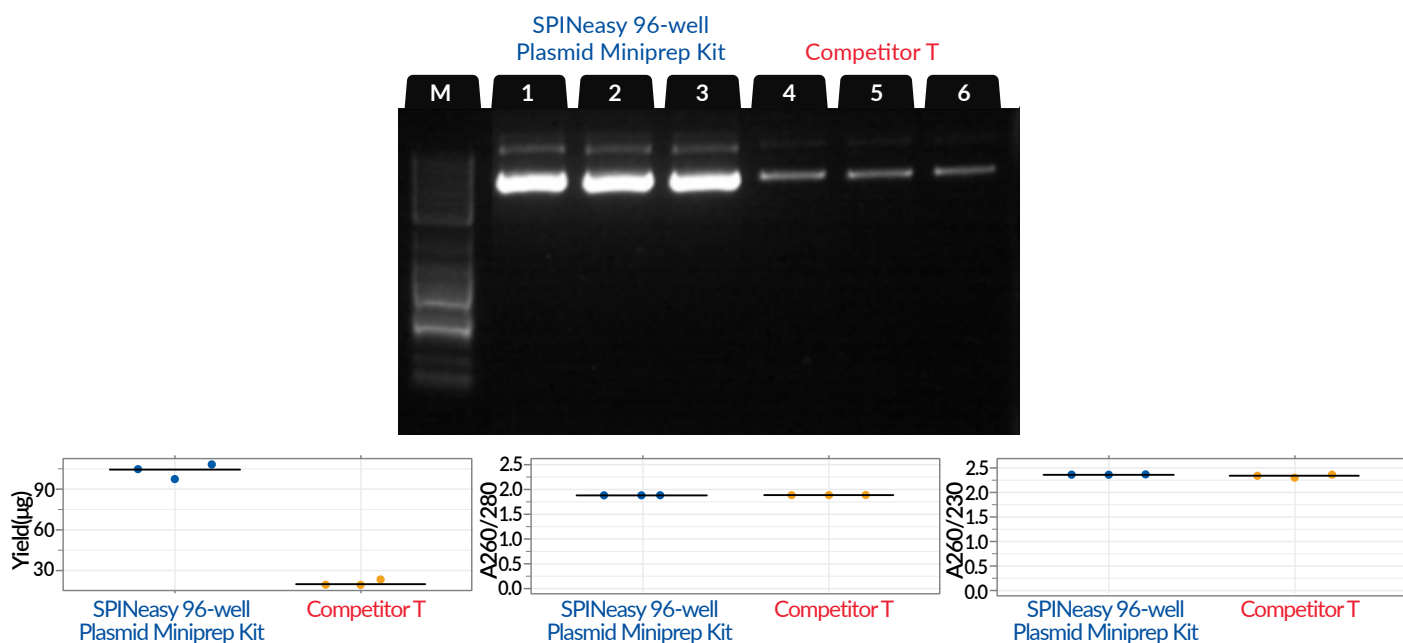 SPINeasy 96-well
Plasmid Miniprep Kit
Competitor T
M 1 2 3 4 5 6
Yield(µg)
90
60
30
SPINeasy 96-well
Plasmid Miniprep Kit
Competitor T
A260/280
2.5
2.0
1.5
1.0
0.5
0.0
SPINeasy 96-well
Plasmid Miniprep Kit
Competitor T
A260/230
2.5
2.0
1.5
1.0
0.5
0.0
SPINeasy 96-well
Plasmid Miniprep Kit
Competitor T